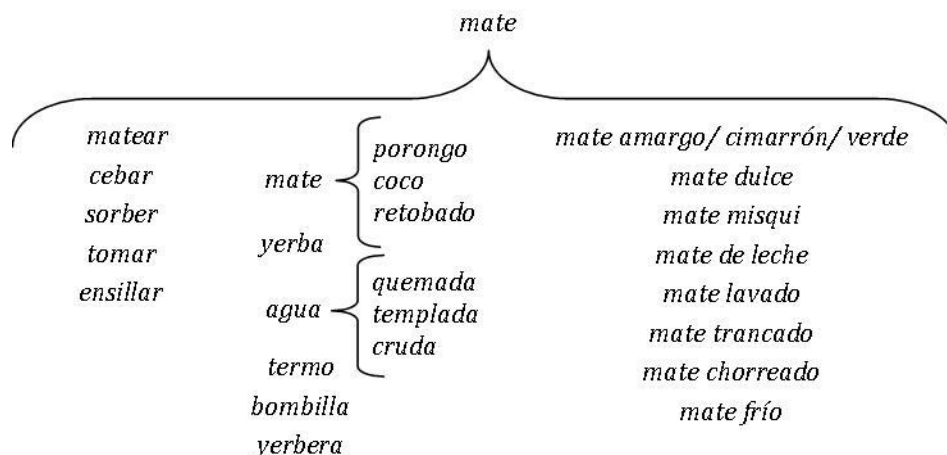 mate
matear
cebar
sorber
tomar
ensillar
mate
yerba
agua
termo
bombilla
yerbera
porongo
coco
retobado
quemada
templada
cruda
mate amargo/ cimarrón/ verde
mate dulce
mate misqui
mate de leche
mate lavado
mate trancado
mate chorreado
mate frío